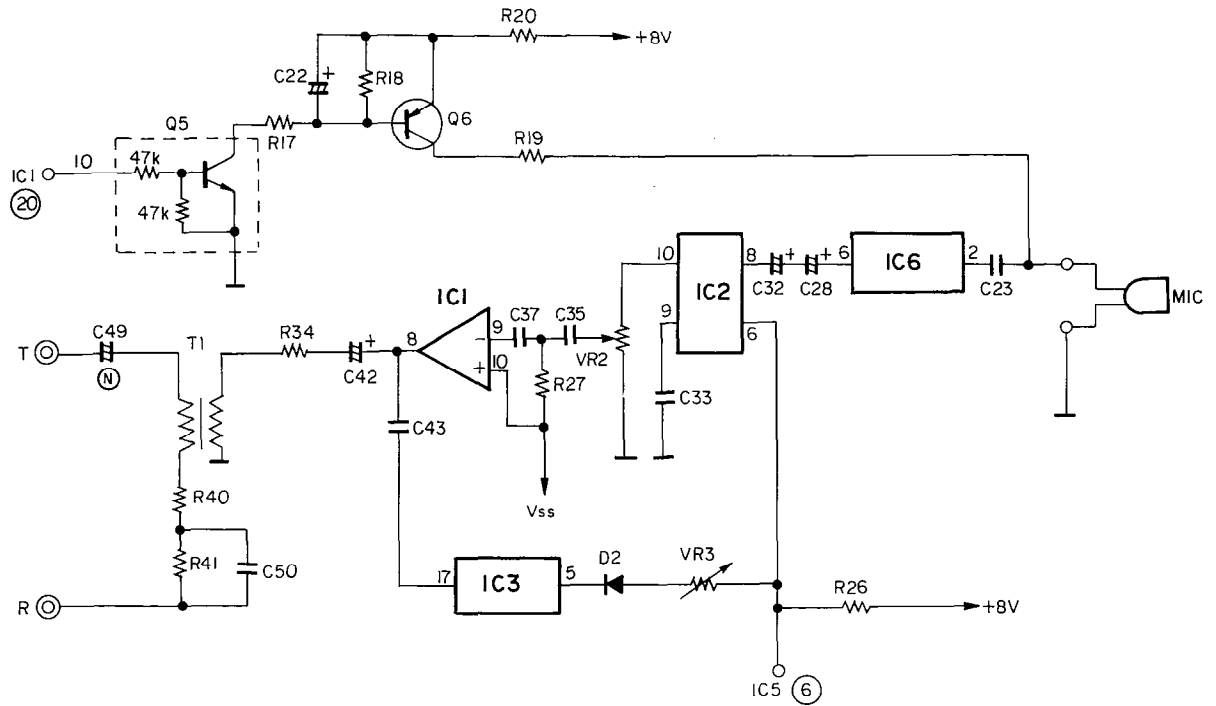 R20
+8V
C22
+
R18
Q6
Q5
R17
R19
IC1
10
47k
20
47k
10
8
+
+
6
2
IC2
C32
C28
IC6
C23
MIC
IC1
C37
C35
9
6
C49
T1
R34
+
8
9
−
10
+
VR2
T
N
C42
R27
C33
C43
Vss
R40
R41
C50
17
IC3
5
D2
VR3
R26
+8V
R
IC5
6